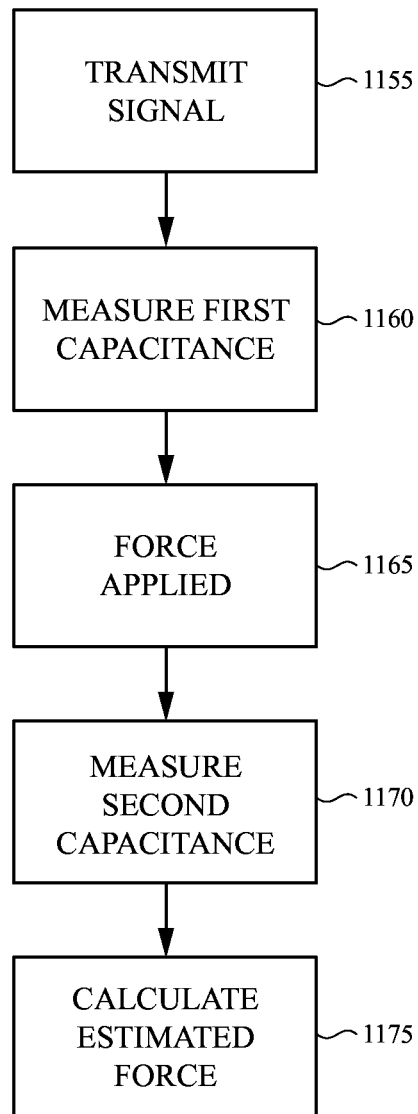 TRANSMIT
SIGNAL
1155
MEASURE FIRST
CAPACITANCE
1160
FORCE
APPLIED
1165
MEASURE
SECOND
CAPACITANCE
1170
CALCULATE
ESTIMATED
FORCE
1175